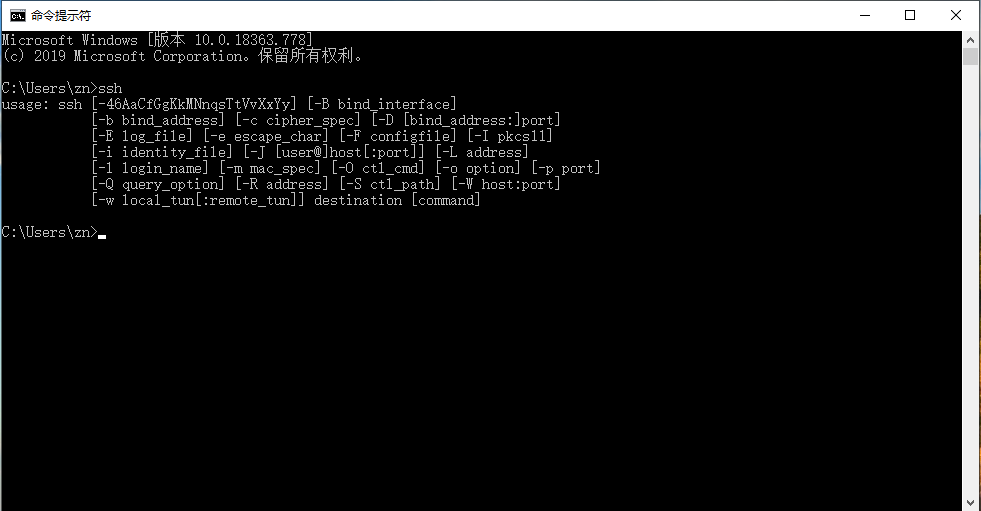 命令提示符
Microsoft Windows [版本 10.0.18363.778]
(c) 2019 Microsoft Corporation。保留所有权利。
C:\Users\zn>ssh
usage: ssh [-46AaCfGgKkMNnqsTtVvXxYy] [-B bind_interface]
           [-b bind_address] [-c cipher_spec] [-D [bind_address:]port]
           [-E log_file] [-e escape_char] [-F configfile] [-I pkcs11]
           [-i identity_file] [-J [user@]host[:port]] [-L address]
           [-l login_name] [-m mac_spec] [-O ctl_cmd] [-o option] [-p port]
           [-Q query_option] [-R address] [-S ctl_path] [-W host:port]
           [-w local_tun[:remote_tun]] destination [command]
C:\Users\zn>